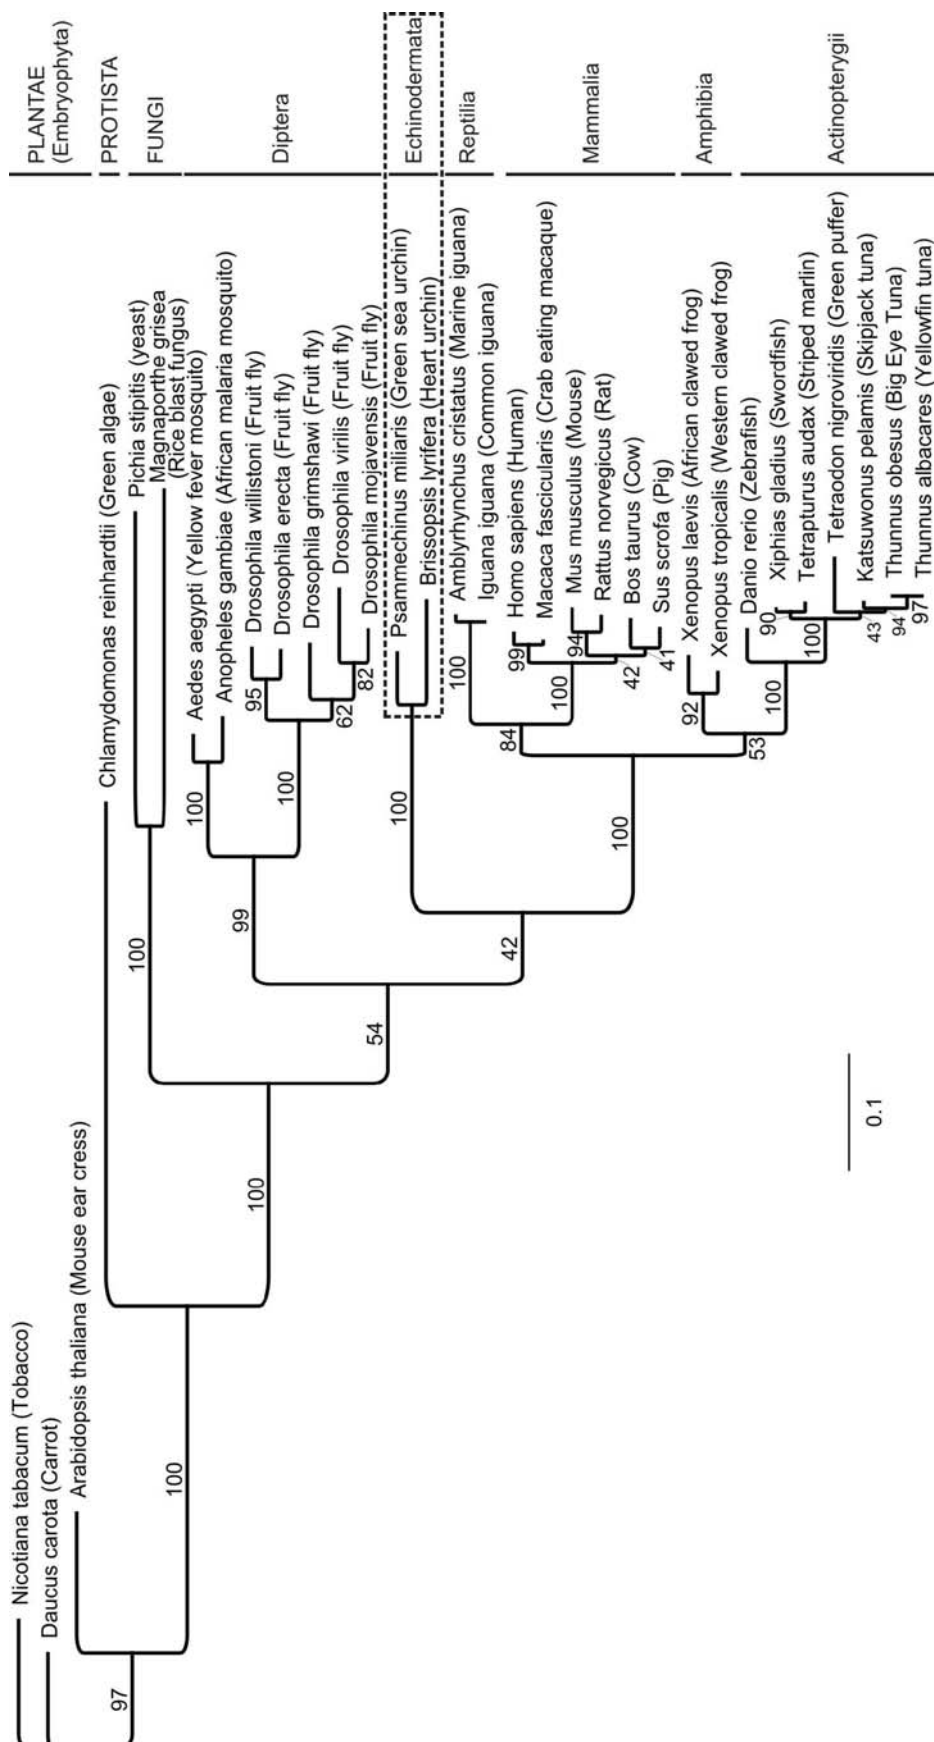 Nicotiana tabacum (Tobacco)
Daucus carota (Carrot)
Arabidopsis thaliana (Mouse ear cress)
Chlamydomonas reinhardtii (Green algae)
Pichia stipitis (yeast)
Magnaporthe grisea
(Rice blast fungus)
Aedes aegypti (Yellow fever mosquito)
Anopheles gambiae (African malaria mosquito)
Drosophila willistoni (Fruit fly)
Drosophila erecta (Fruit fly)
Drosophila grimshawi (Fruit fly)
Drosophila virilis (Fruit fly)
Drosophila mojavensis (Fruit fly)
Psammechinus miliaris (Green sea urchin)
Brissopsis lyrifera (Heart urchin)
Amblyrhynchus cristatus (Marine iguana)
Iguana iguana (Common iguana)
Homo sapiens (Human)
Macaca fascicularis (Crab eating macaque)
Mus musculus (Mouse)
Rattus norvegicus (Rat)
Bos taurus (Cow)
Sus scrofa (Pig)
Xenopus laevis (African clawed frog)
Xenopus tropicalis (Western clawed frog)
Danio rerio (Zebrafish)
Xiphias gladius (Swordfish)
Tetrapturus audax (Striped marlin)
Tetraodon nigroviridis (Green puffer)
Katsuwonus pelamis (Skipjack tuna)
Thunnus obesus (Big Eye Tuna)
Thunnus albacares (Yellowfin tuna)
PLANTAE
(Embryophyta)
PROTISTA
FUNGI
Diptera
Echinodermata
Reptilia
Mammalia
Amphibia
Actinopterygii
97
100
100
100
54
99
100
100
95
62
82
42
100
100
84
100
100
99
94
42
41
53
92
100
100
90
43
94
97
0.1